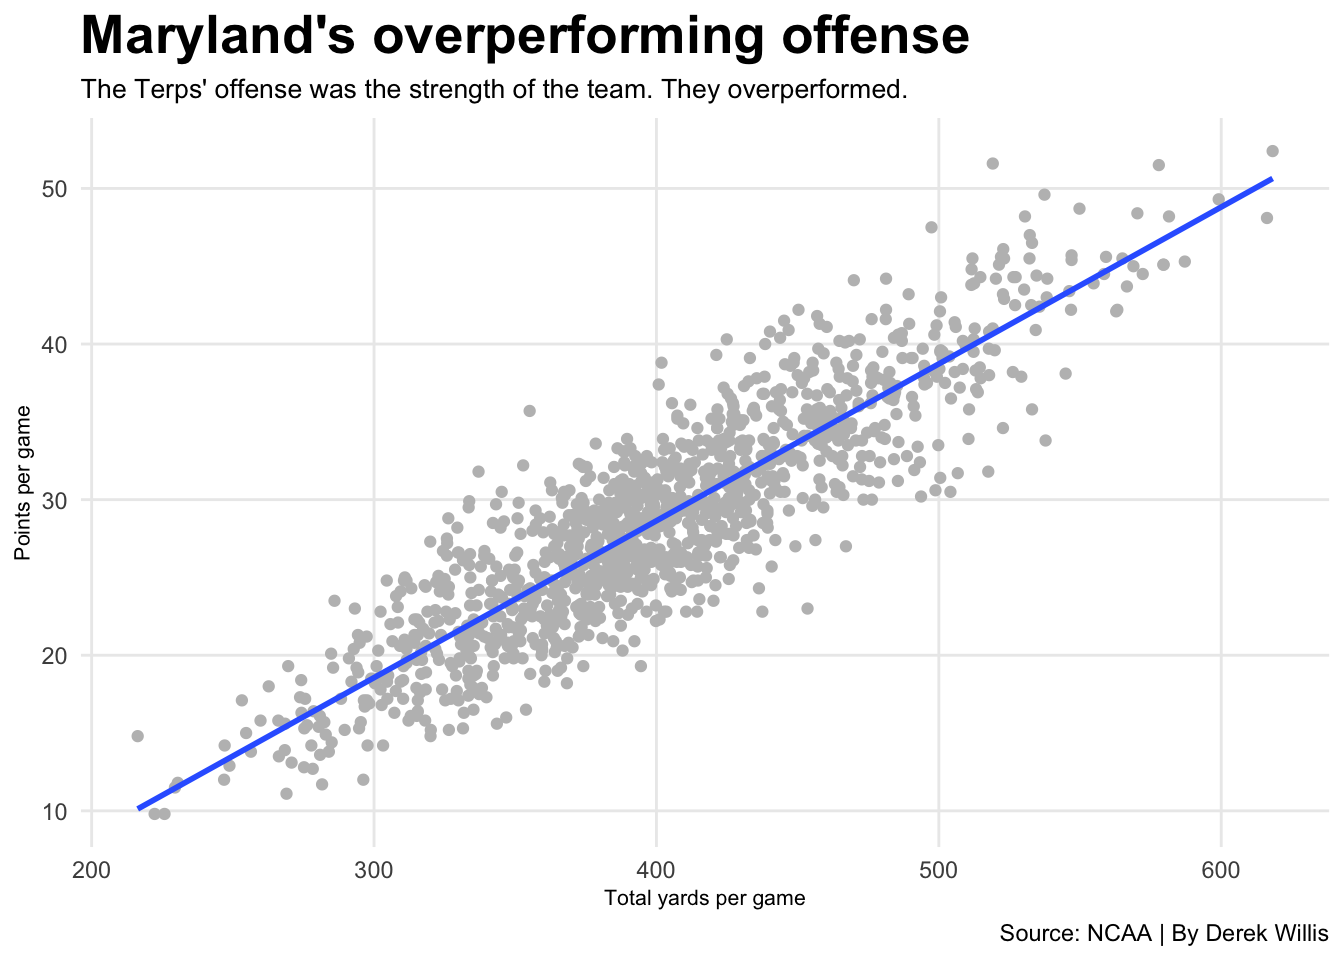 Maryland's overperforming offense
The Terps' offense was the strength of the team. They overperformed.
Points per game
50
40
30
20
10
200 300 400 500 600
Total yards per game
Source: NCAA | By Derek Willis